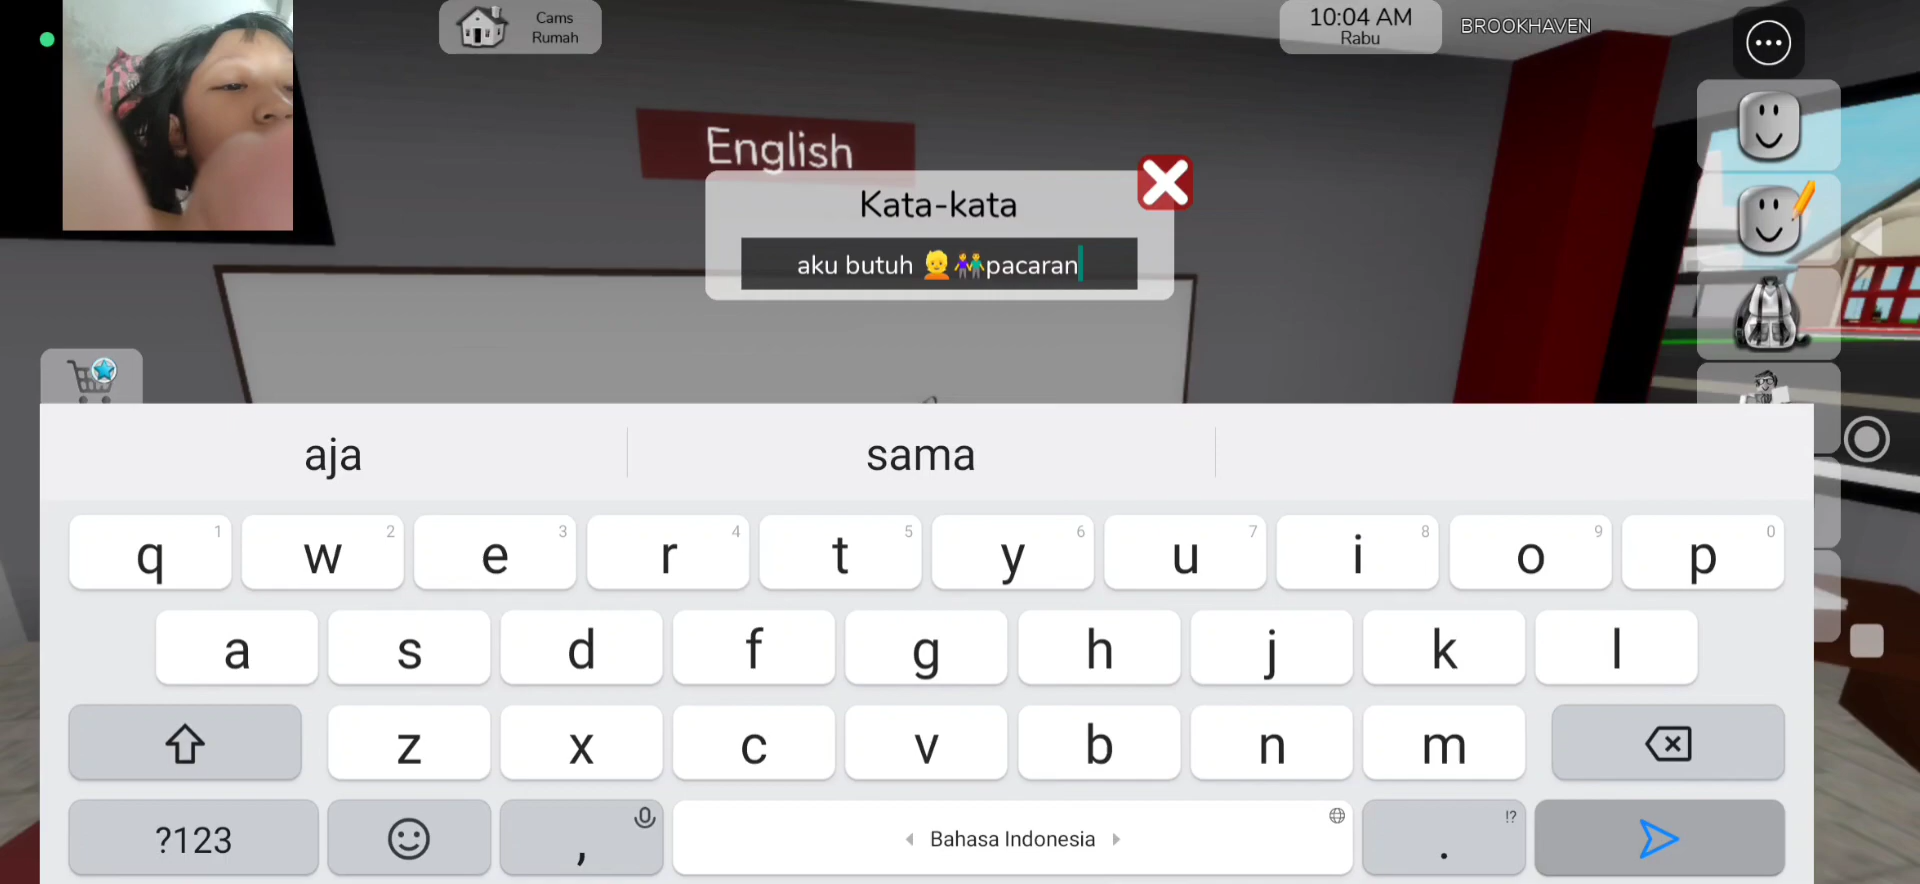 Cams
Rumah
10:04 AM
Rabu
BROOKHAVEN
English
Kata-kata
aku butuh 👱👫pacaran
aja sama
q 1 w 2 e 3 r 4 t 5 y 6 u 7 i 8 o 9 p 0
a s d f g h j k l
z x c v b n m
?123 , Bahasa Indonesia . !?